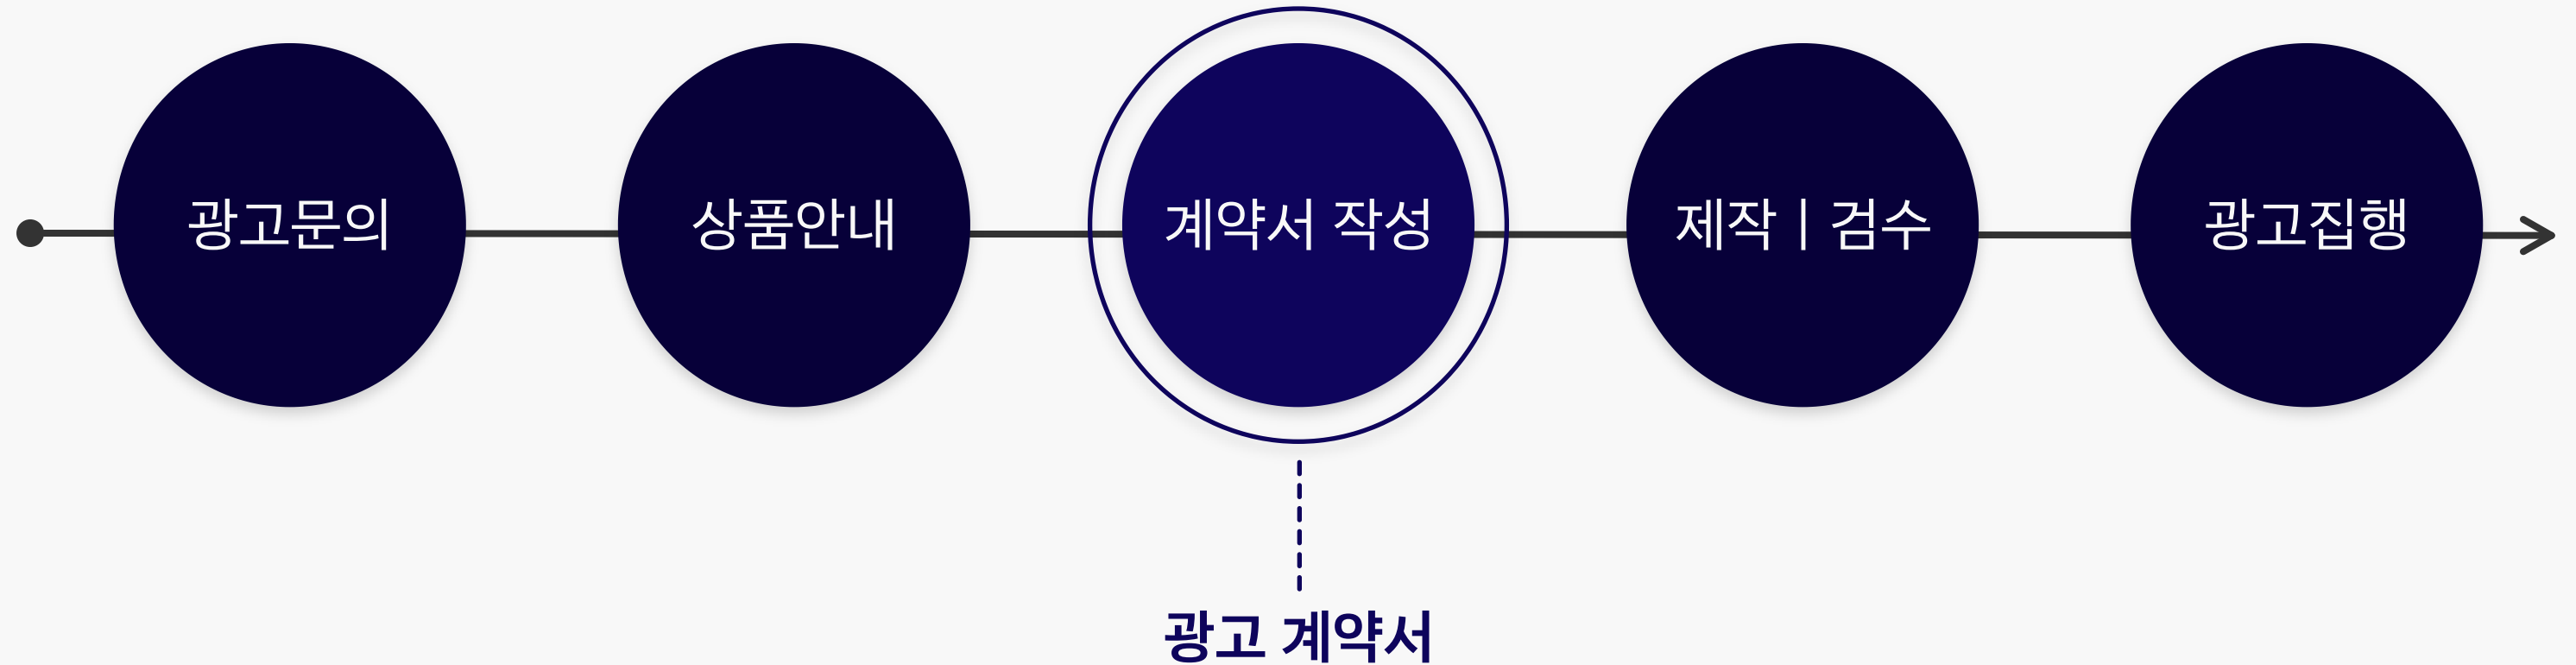 광고문의
상품안내
계약서 작성
제작ㅣ검수
광고집행
광고 계약서